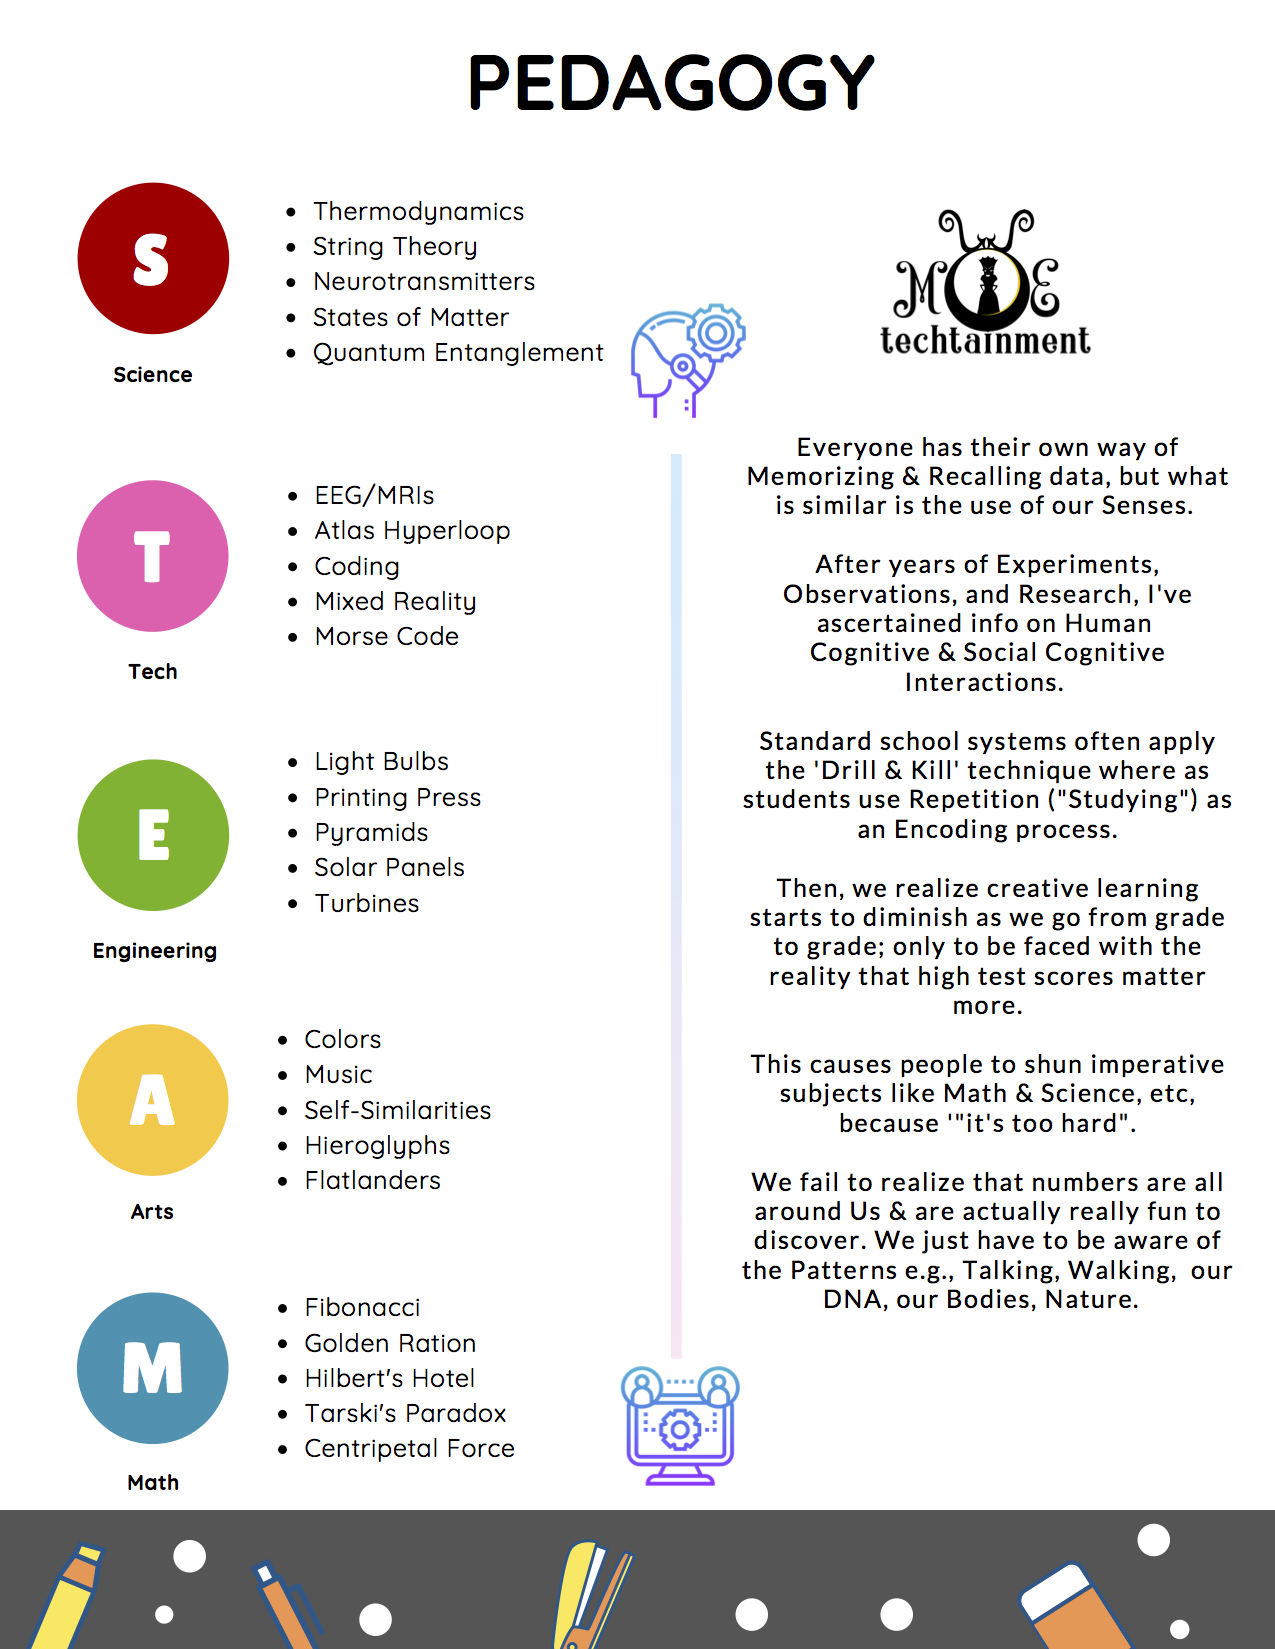 PEDAGOGY
S
Science
• Thermodynamics
• String Theory
• Neurotransmitters
• States of Matter
• Quantum Entanglement
T
Tech
• EEG/MRIs
• Atlas Hyperloop
• Coding
• Mixed Reality
• Morse Code
E
Engineering
• Light Bulbs
• Printing Press
• Pyramids
• Solar Panels
• Turbines
A
Arts
• Colors
• Music
• Self-Similarities
• Hieroglyphs
• Flatlanders
M
Math
• Fibonacci
• Golden Ration
• Hilbert's Hotel
• Tarski's Paradox
• Centripetal Force
MOE
techtainment
Everyone has their own way of
Memorizing & Recalling data, but what
is similar is the use of our Senses.
After years of Experiments,
Observations, and Research, I've
ascertained info on Human
Cognitive & Social Cognitive
Interactions.
Standard school systems often apply
the 'Drill & Kill' technique where as
students use Repetition ("Studying") as
an Encoding process.
Then, we realize creative learning
starts to diminish as we go from grade
to grade; only to be faced with the
reality that high test scores matter
more.
This causes people to shun imperative
subjects like Math & Science, etc,
because '"it's too hard".
We fail to realize that numbers are all
around Us & are actually really fun to
discover. We just have to be aware of
the Patterns e.g., Talking, Walking,  our
DNA, our Bodies, Nature.